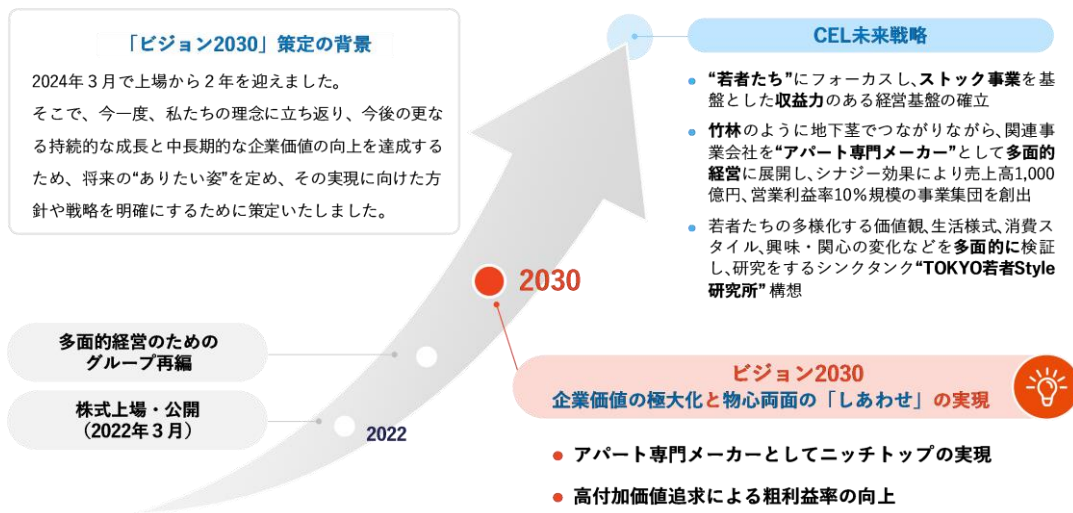 「ビジョン2030」策定の背景
2024年3月で上場から2年を迎えました。
そこで、今一度、私たちの理念に立ち返り、今後の更な
る持続的な成長と中長期的な企業価値の向上を達成する
ため、将来の“ありたい姿”を定め、その実現に向けた方
針や戦略を明確にするために策定いたしました。
CEL未来戦略
“若者たち”にフォーカスし、ストック事業を基
盤とした収益力のある経営基盤の確立
竹林のように地下茎でつながりながら、関連事
業会社を“アパート専門メーカー”として多面的
経営に展開し、シナジー効果により売上高1,000
億円、営業利益率10%規模の事業集団を創出
若者たちの多様化する価値観、生活様式、消費ス
タイル、興味・関心の変化などを多面的に検証
し、研究をするシンクタンク“TOKYO若者Style
研究所” 構想
2030
多面的経営のための
グループ再編
株式上場・公開
（2022年3月）
2022
ビジョン2030
企業価値の極大化と物心両面の「しあわせ」の実現
アパート専門メーカーとしてニッチトップの実現
高付加価値追求による粗利益率の向上